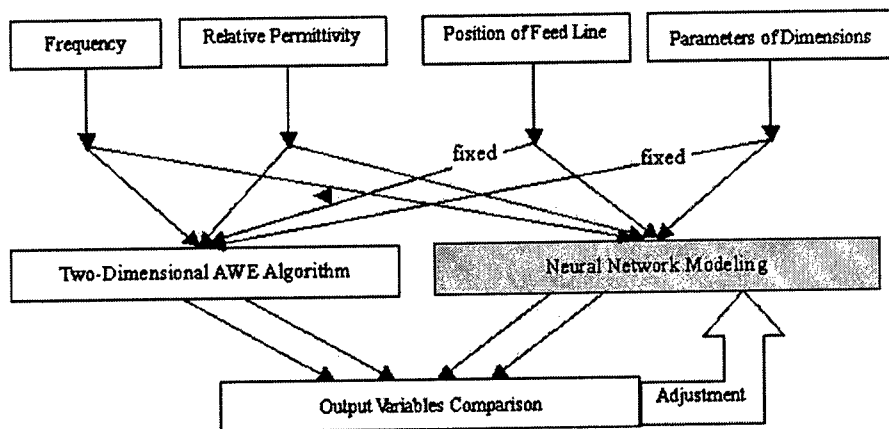 Frequency
Relative Permittivity
Position of Feed Line
Parameters of Dimensions
fixed
fixed
Two-Dimensional AWE Algorithm
Neural Network Modeling
Output Variables Comparison
Adjustment